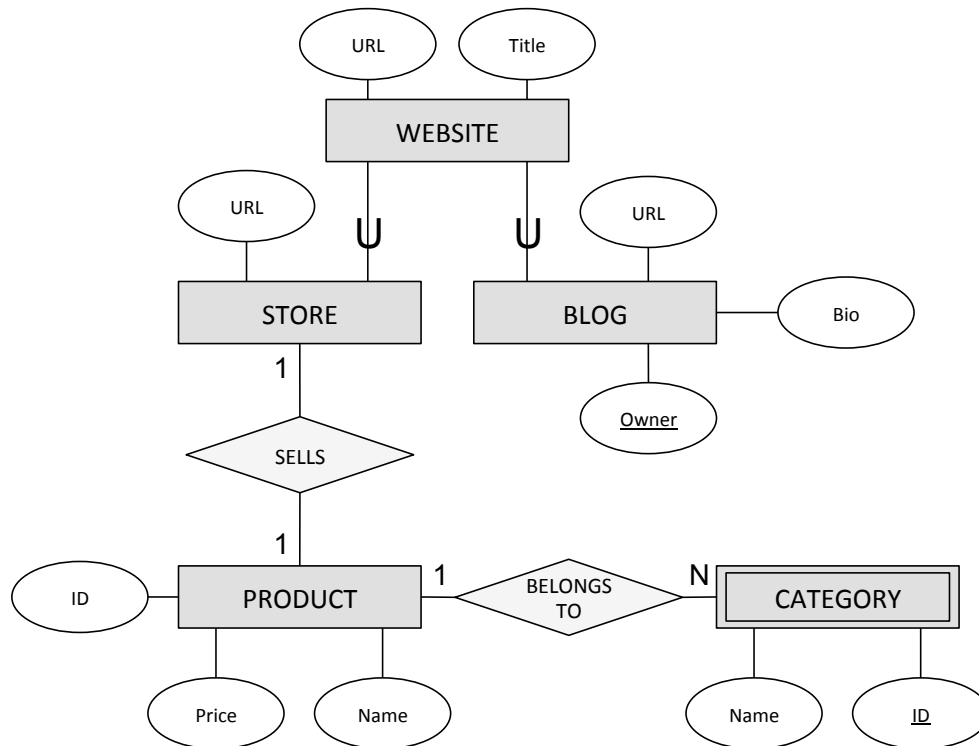 URL
Title
WEBSITE
URL
URL
U
U
STORE
BLOG
Bio
1
Owner
SELLS
1
1
N
ID
PRODUCT
BELONGS
TO
CATEGORY
Price
Name
Name
ID